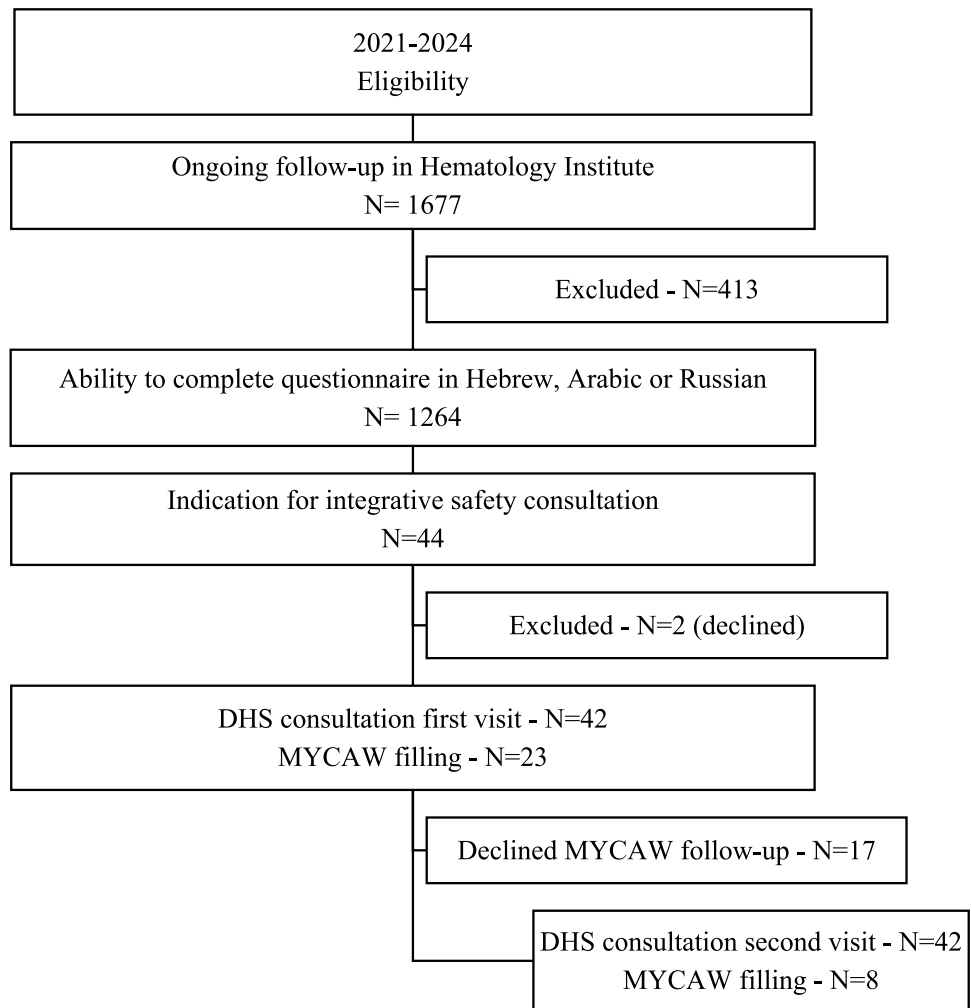 2021-2024
Eligibility
Ongoing follow-up in Hematology Institute
N= 1677
Excluded - N=413
Ability to complete questionnaire in Hebrew, Arabic or Russian
N= 1264
Indication for integrative safety consultation
N=44
Excluded - N=2 (declined)
DHS consultation first visit - N=42
MYCAW filling - N=23
Declined MYCAW follow-up - N=17
DHS consultation second visit - N=42
MYCAW filling - N=8